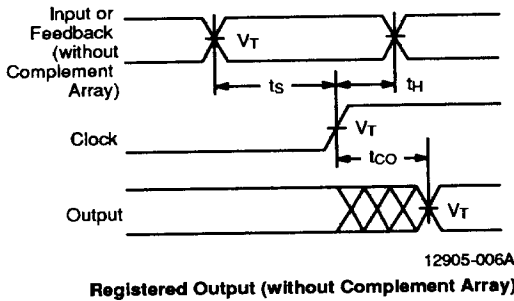 Input or
Feedback
(without
Complement
Array)
VT
tS
tH
Clock
VT
tCO
Output
VT
12905-006A
Registered Output (without Complement Array)